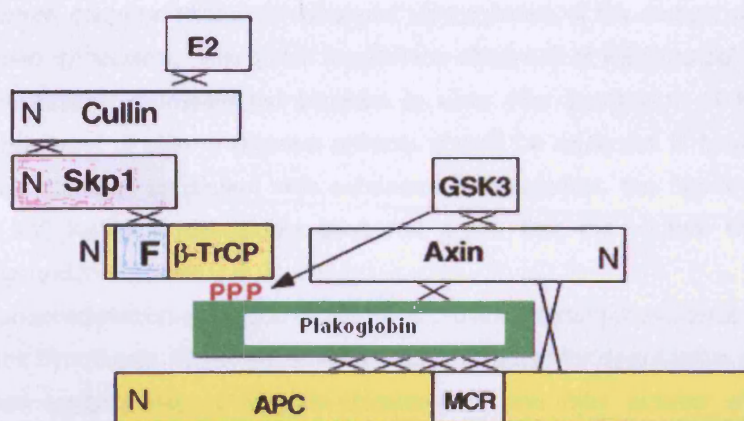 E2
N Cullin
N Skp1
GSK3
N F β-TrCP
Axin N
PPP
Plakoglobin
N APC MCR